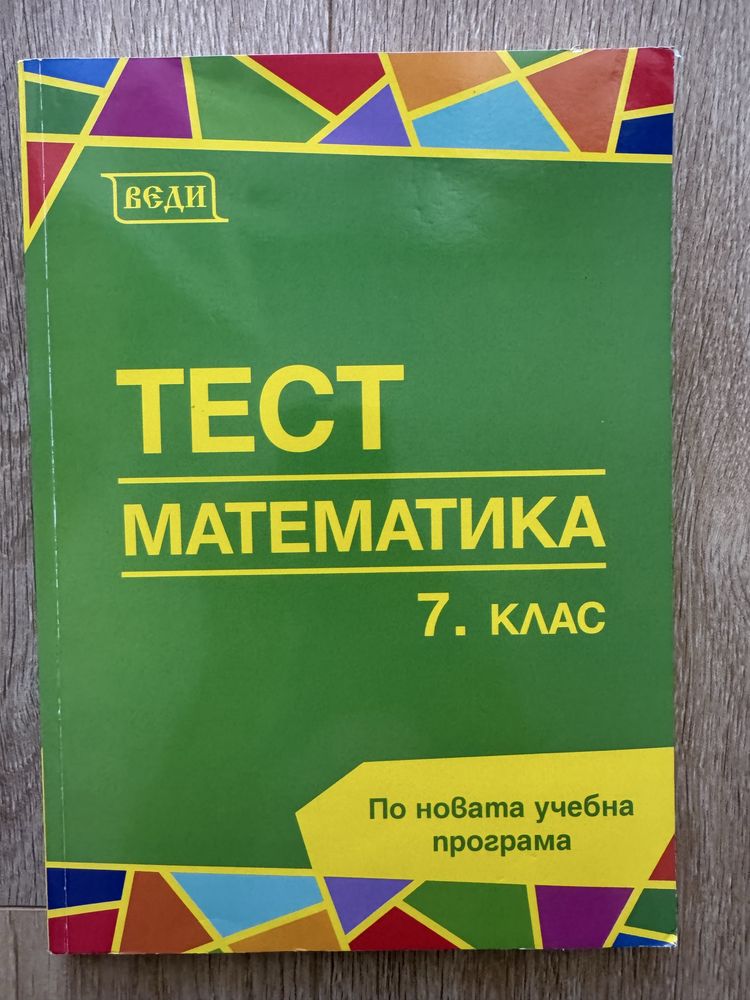 ВЕДИ
ТЕСТ
МАТЕМАТИКА
7. КЛАС
По новата учебна
програма